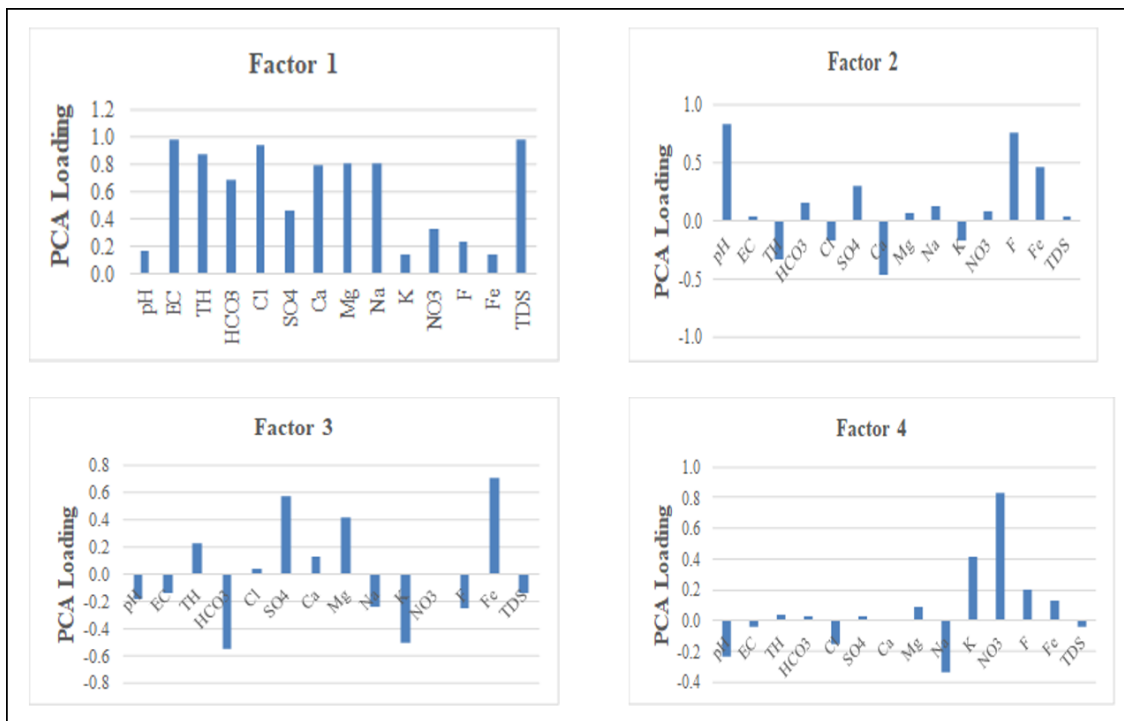 Factor 1
PCA Loading
1.2
1.0
0.8
0.6
0.4
0.2
0.0
pH EC TH HCO3 Cl SO4 Ca Mg Na K NO3 F Fe TDS
Factor 2
PCA Loading
1.0
0.5
0.0
-0.5
-1.0
pH EC TH HCO3 Cl SO4 Ca Mg Na K NO3 F Fe TDS
Factor 3
PCA Loading
0.8
0.6
0.4
0.2
0.0
-0.2
-0.4
-0.6
-0.8
pH EC TH HCO3 Cl SO4 Ca Mg Na K NO3 F Fe TDS
Factor 4
PCA Loading
1.0
0.8
0.6
0.4
0.2
0.0
-0.2
-0.4
pH EC TH HCO3 Cl SO4 Ca Mg Na K NO3 F Fe TDS